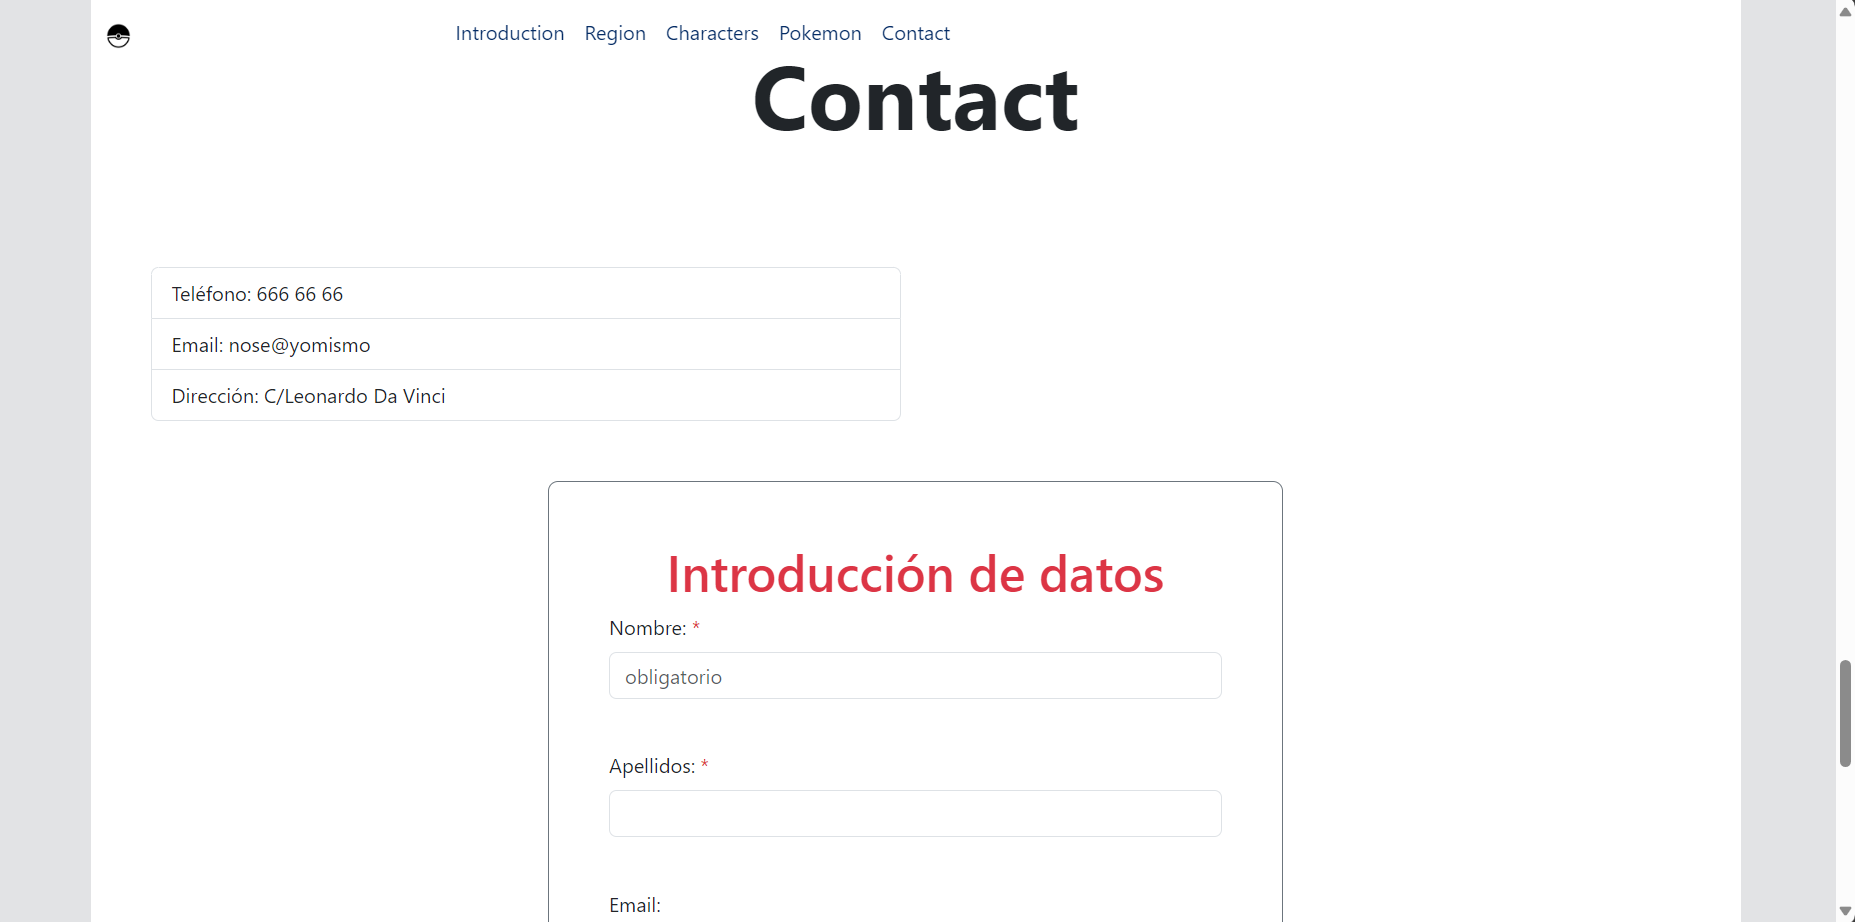 Introduction Region Characters Pokemon Contact
Contact
Teléfono: 666 66 66
Email: nose@yomismo
Dirección: C/Leonardo Da Vinci
Introducción de datos
Nombre: *
obligatorio
Apellidos: *
Email: